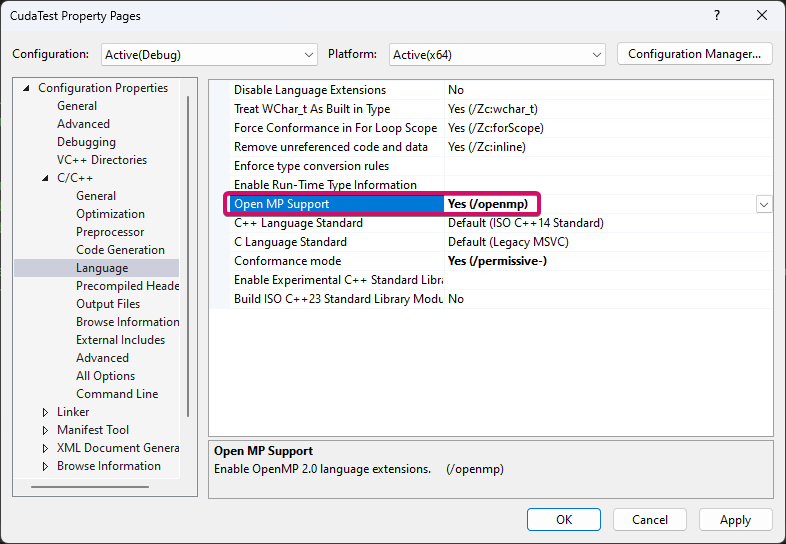 CudaTest Property Pages
?
Configuration: Active(Debug) Platform: Active(x64) Configuration Manager...
Configuration Properties
General
Advanced
Debugging
VC++ Directories
C/C++
General
Optimization
Preprocessor
Code Generation
Language
Precompiled Heade
Output Files
Browse Information
External Includes
Advanced
All Options
Command Line
Linker
Manifest Tool
XML Document Genera
Browse Information
Disable Language Extensions No
Treat WChar_t As Built in Type Yes (/Zc:wchar_t)
Force Conformance in For Loop Scope Yes (/Zc:forScope)
Remove unreferenced code and data Yes (/Zc:inline)
Enforce type conversion rules
Enable Run-Time Type Information
Open MP Support Yes (/openmp)
C++ Language Standard Default (ISO C++14 Standard)
C Language Standard Default (Legacy MSVC)
Conformance mode Yes (/permissive-)
Enable Experimental C++ Standard Libra
Build ISO C++23 Standard Library Modu No
Open MP Support
Enable OpenMP 2.0 language extensions. (/openmp)
OK Cancel Apply